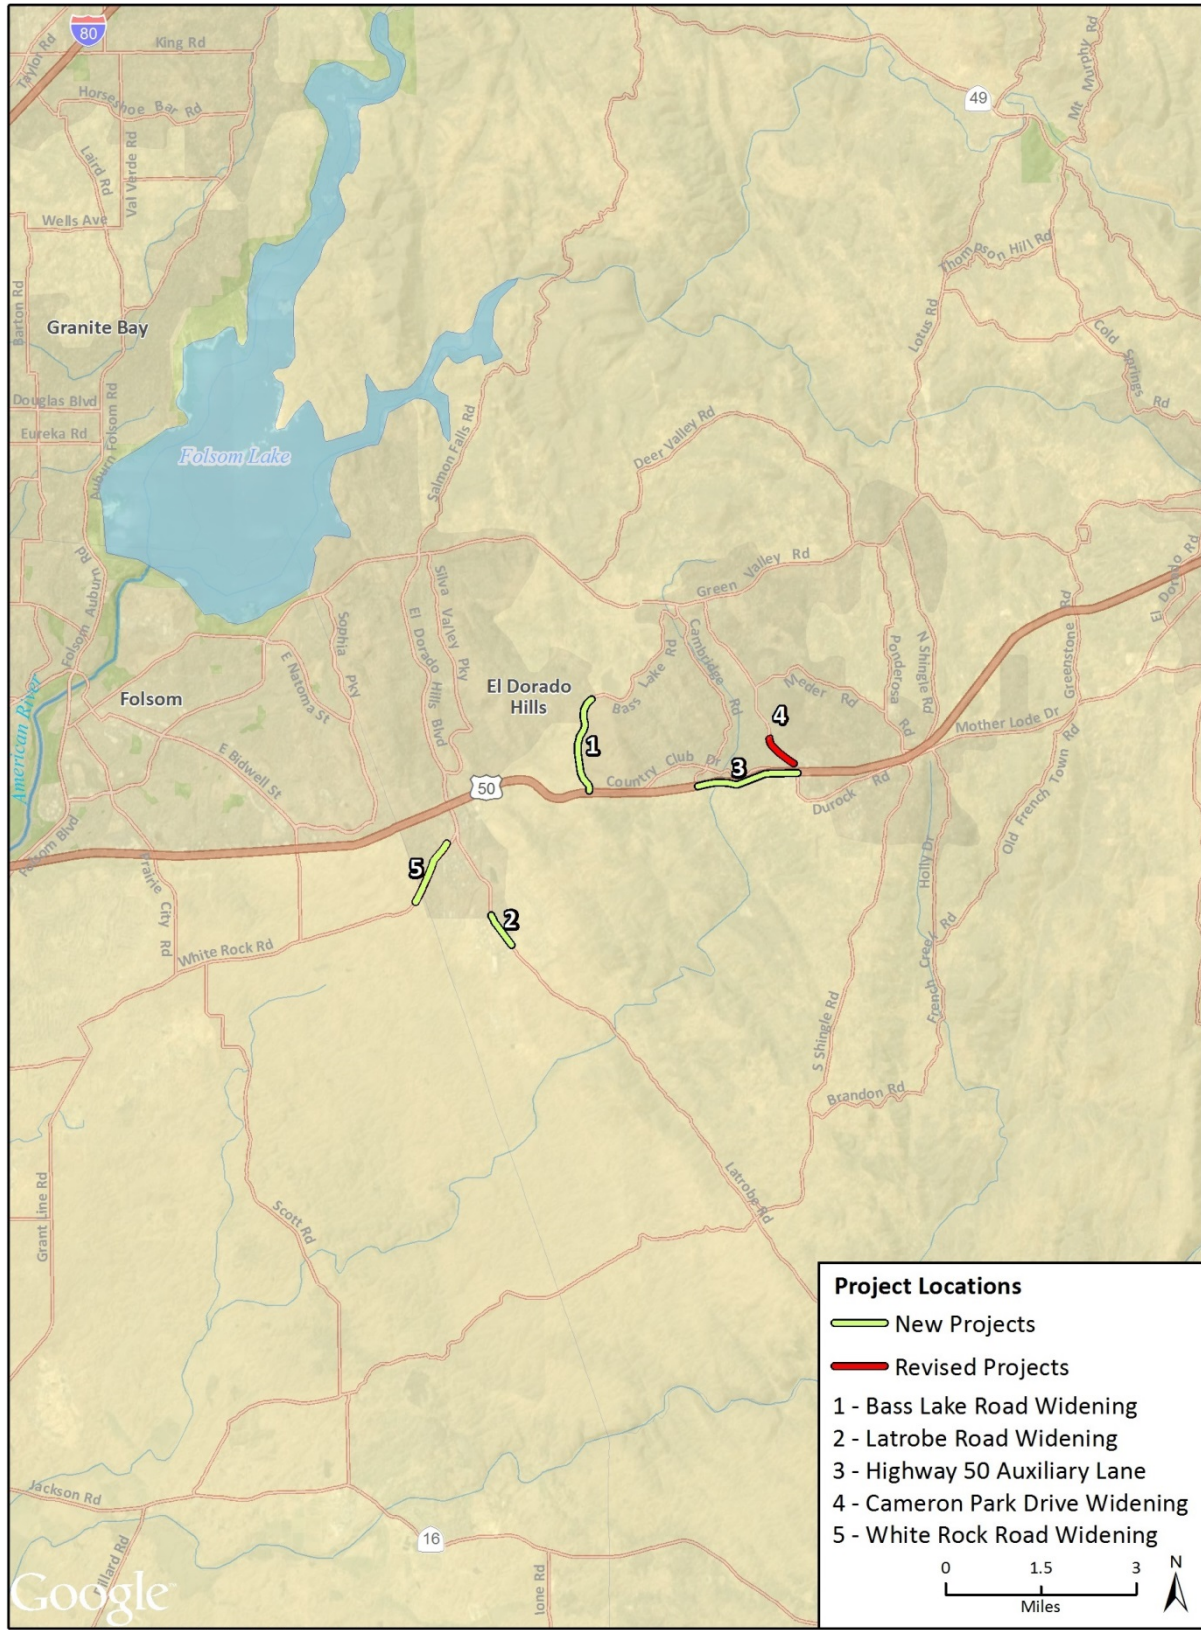 80
King Rd
Taylor Rd
Horseshoe Bar Rd
Mt Murphy Rd
49
Laird Rd
Val Verde Rd
Wells Ave
Thompson Hill Rd
Barton Rd
Granite Bay
Lotus Rd
Cold Springs Rd
Douglas Blvd
Auburn Folsom Rd
Eureka Rd
Folsom Lake
Salmon Falls Rd
Deer Valley Rd
Folsom Auburn Rd
Green Valley Rd
El Dorado Rd
Silva Valley Pky
El Dorado Hills Blvd
Sophia Pky
E Natoma St
Cambridge Rd
Bass Lake Rd
Ponderosa Rd
N Shingle Rd
Greenstone Rd
American River
Folsom
El Dorado
Hills
Meder Rd
Mother Lode Dr
4
1
E Bidwell St
Country Club Dr
3
50
Durock Rd
Old French Town Rd
Folsom Blvd
Prairie City Rd
5
Holly Dr
2
White Rock Rd
French Creek Rd
S Shingle Rd
Brandon Rd
Latrobe Rd
Grant Line Rd
Scott Rd
Project Locations
New Projects
Revised Projects
1 - Bass Lake Road Widening
2 - Latrobe Road Widening
3 - Highway 50 Auxiliary Lane
4 - Cameron Park Drive Widening
5 - White Rock Road Widening
Jackson Rd
16
Ione Rd
0 1.5 3
Miles
N
Google